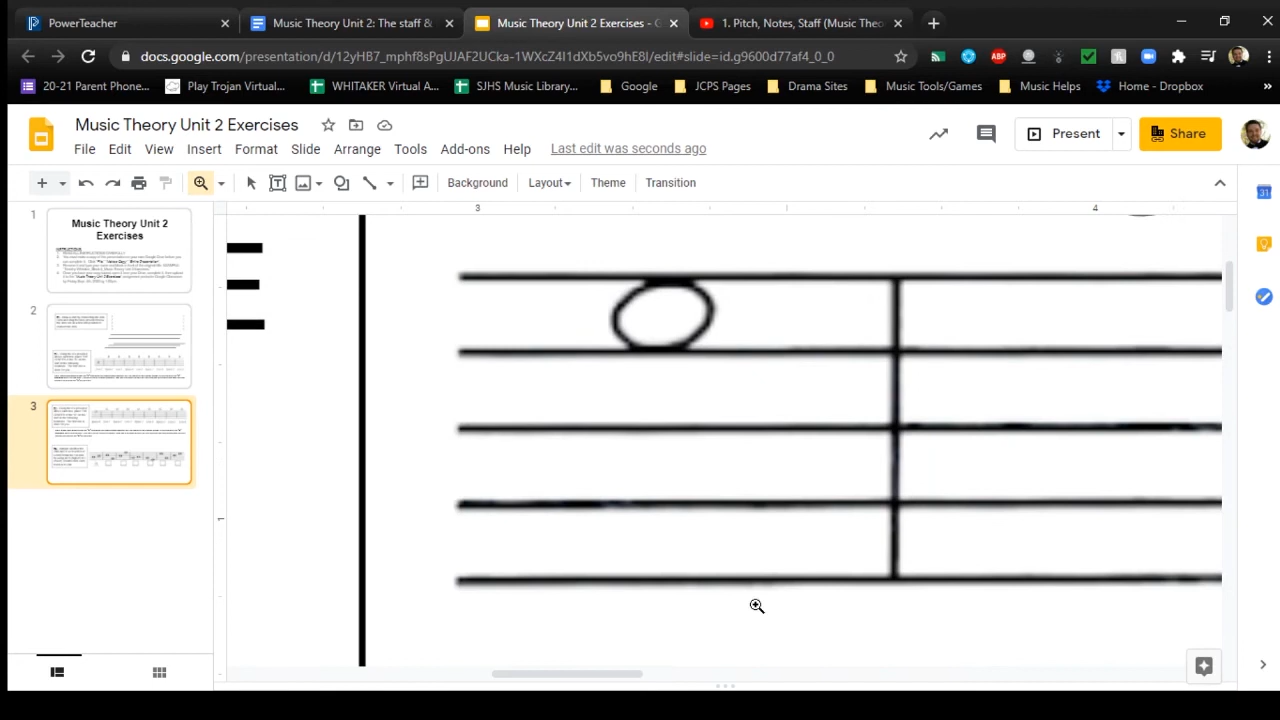 PowerTeacher
Music Theory Unit 2: The staff &
Music Theory Unit 2 Exercises - G
1. Pitch, Notes, Staff (Music Theo
docs.google.com/presentation/d/12yHB7_mphf8sPgUIAF2UCka-1WXcZ4I1dXb5vo9hE8I/edit#slide=id.g9600d77af4_0_0
20-21 Parent Phone...
Play Trojan Virtual...
WHITAKER Virtual A...
SJHS Music Library...
Google
JCPS Pages
Drama Sites
Music Tools/Games
Music Helps
Home - Dropbox
Music Theory Unit 2 Exercises
Present
Share
File Edit View Insert Format Arrange Tools Add-ons Help Last edit was seconds ago
Background Layout Theme Transition
3 4
1
1
Music Theory Unit 2
Exercises
2
3
31